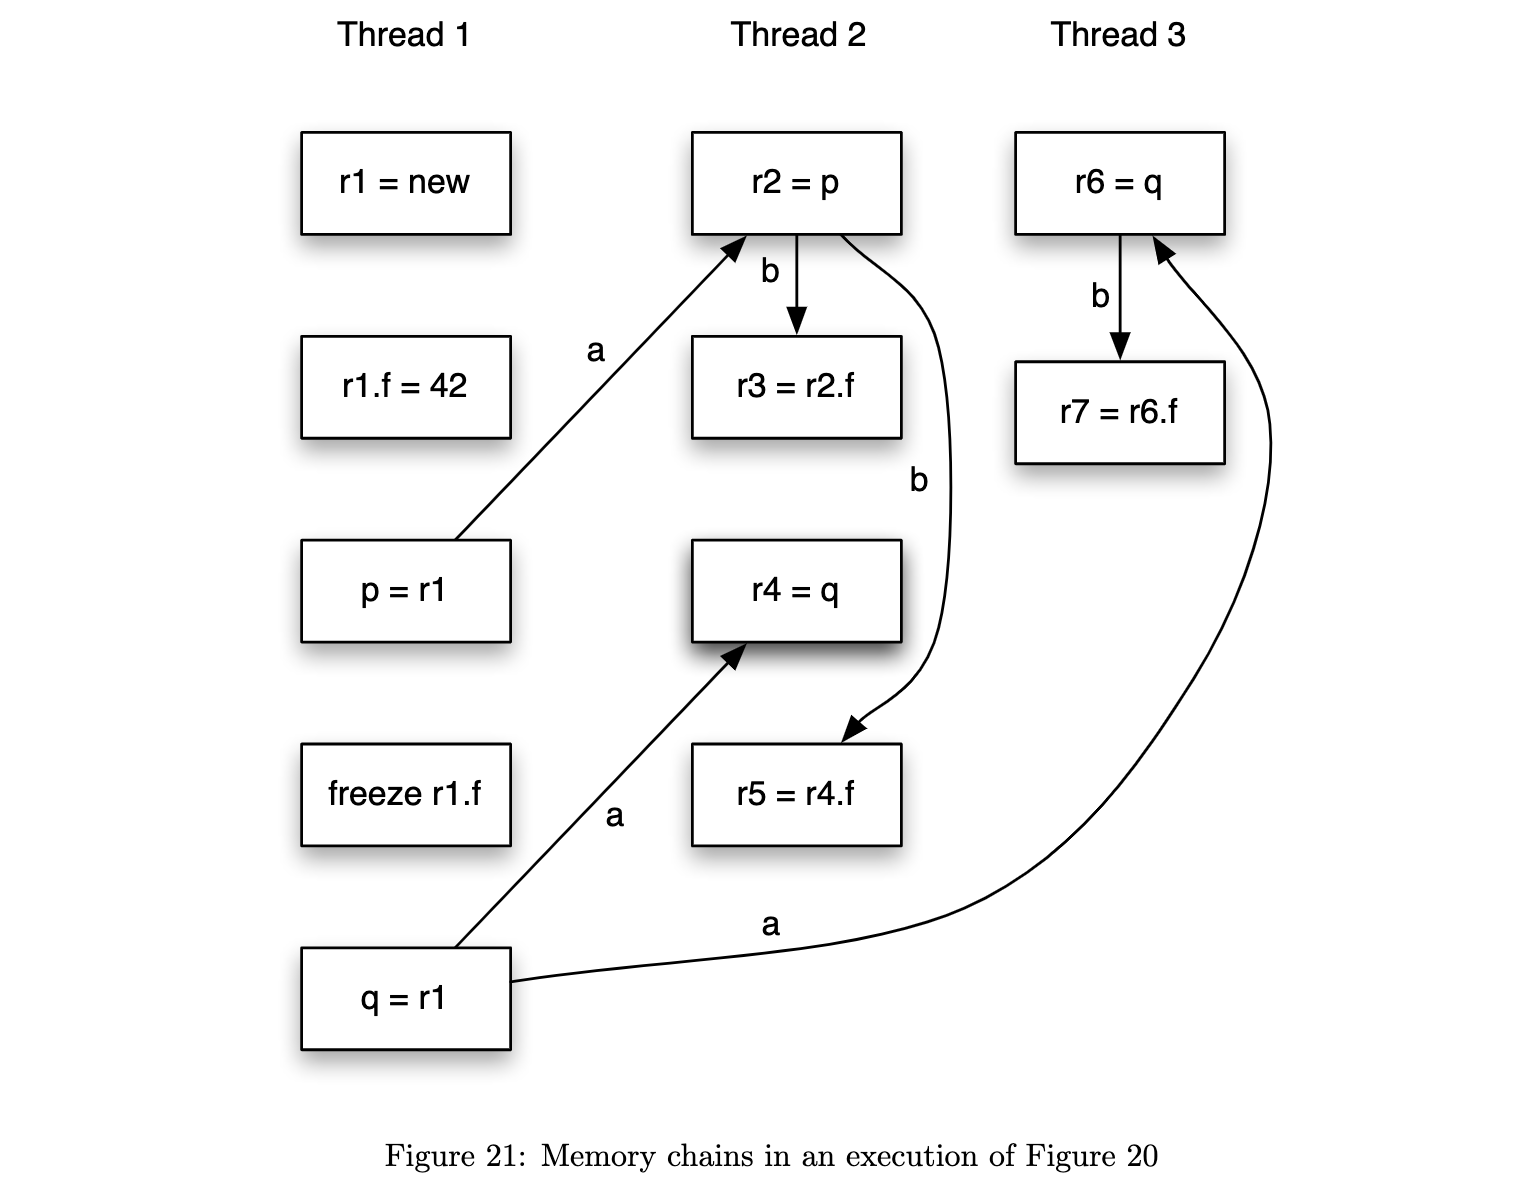 Thread 1
Thread 2
Thread 3
r1 = new
r2 = p
r6 = q
b
b
a
r1.f = 42
r3 = r2.f
r7 = r6.f
b
p = r1
r4 = q
freeze r1.f
r5 = r4.f
a
a
q = r1
Figure 21: Memory chains in an execution of Figure 20